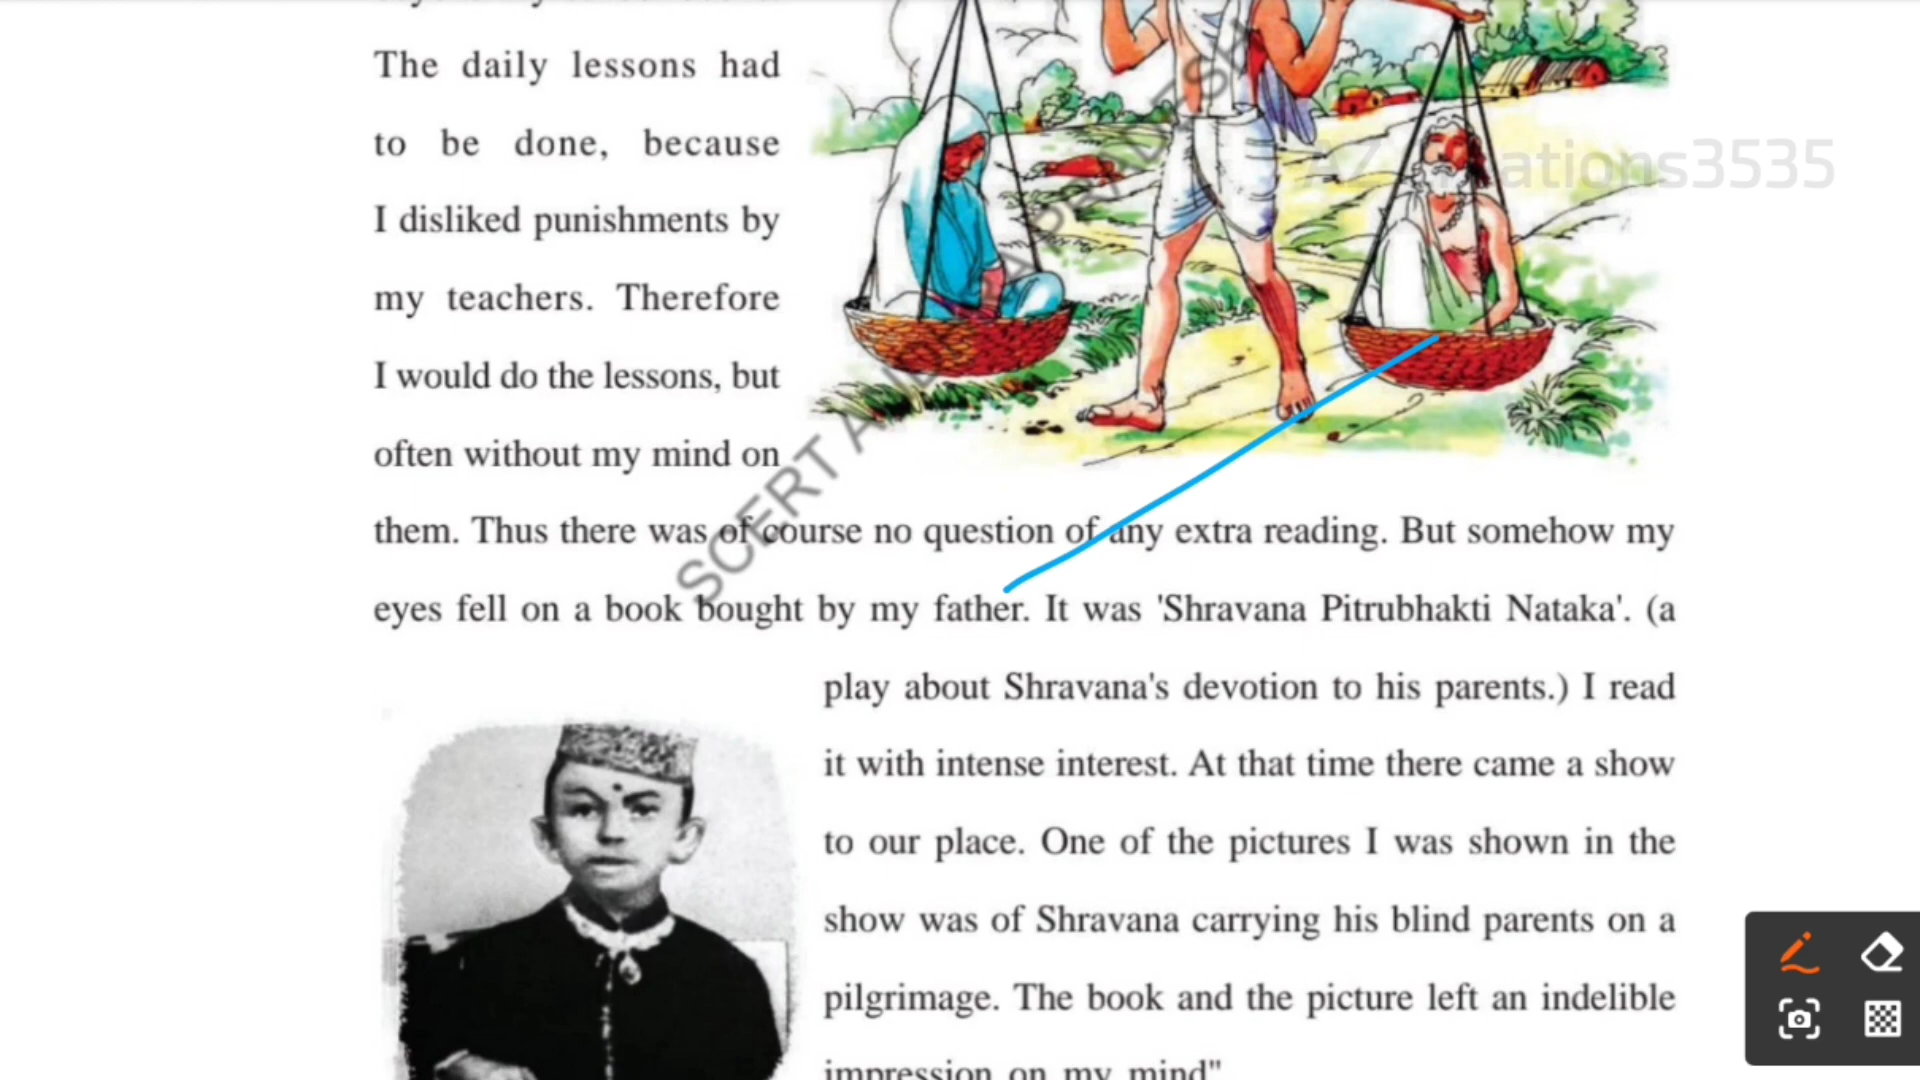 The daily lessons had
to be done, because
I disliked punishments by
my teachers. Therefore
I would do the lessons, but
often without my mind on
them. Thus there was of course no question of any extra reading. But somehow my
eyes fell on a book bought by my father. It was 'Shravana Pitrubhakti Nataka'. (a
play about Shravana's devotion to his parents.) I read
it with intense interest. At that time there came a show
to our place. One of the pictures I was shown in the
show was of Shravana carrying his blind parents on a
pilgrimage. The book and the picture left an indelible
impression on my mind"
SCERT